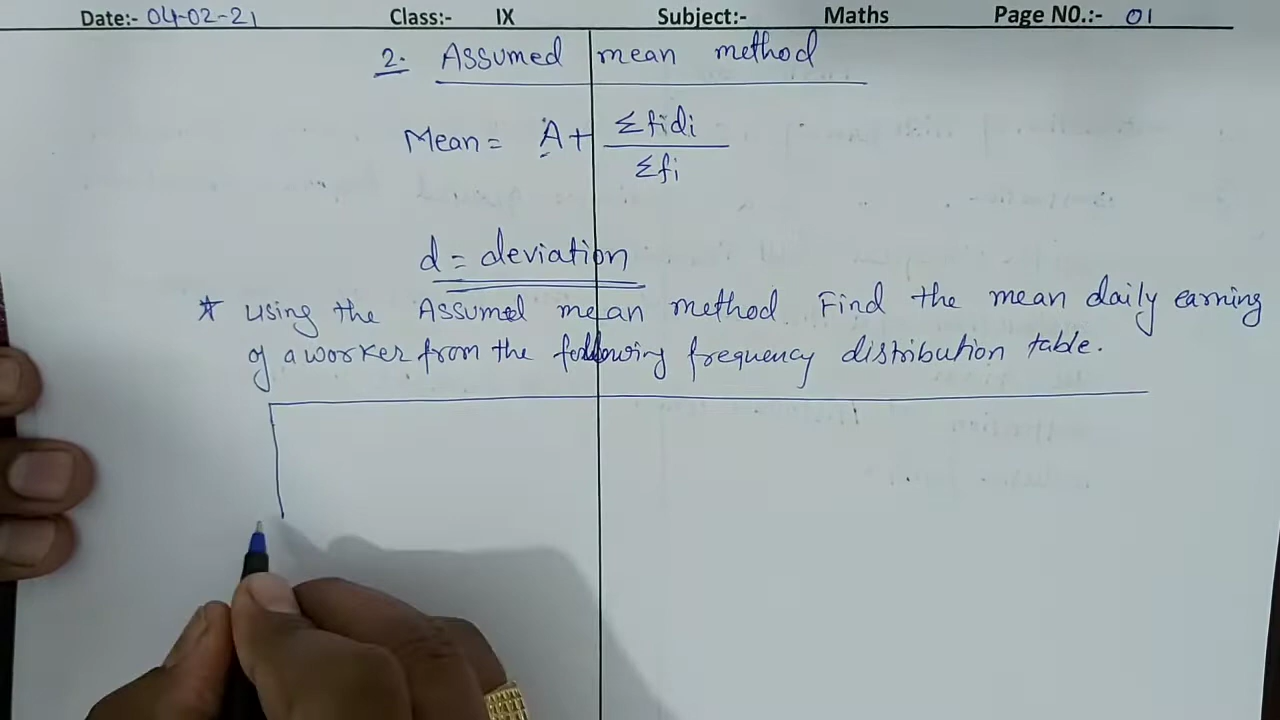 Date:- 04-02-21 Class:- IX Subject:- Maths Page NO.:- 01
2. Assumed mean method
Mean = A + Σfidi / Σfi
d = deviation
* using the Assumed mean method. Find the mean daily earning
of a worker from the following frequency distribution table.